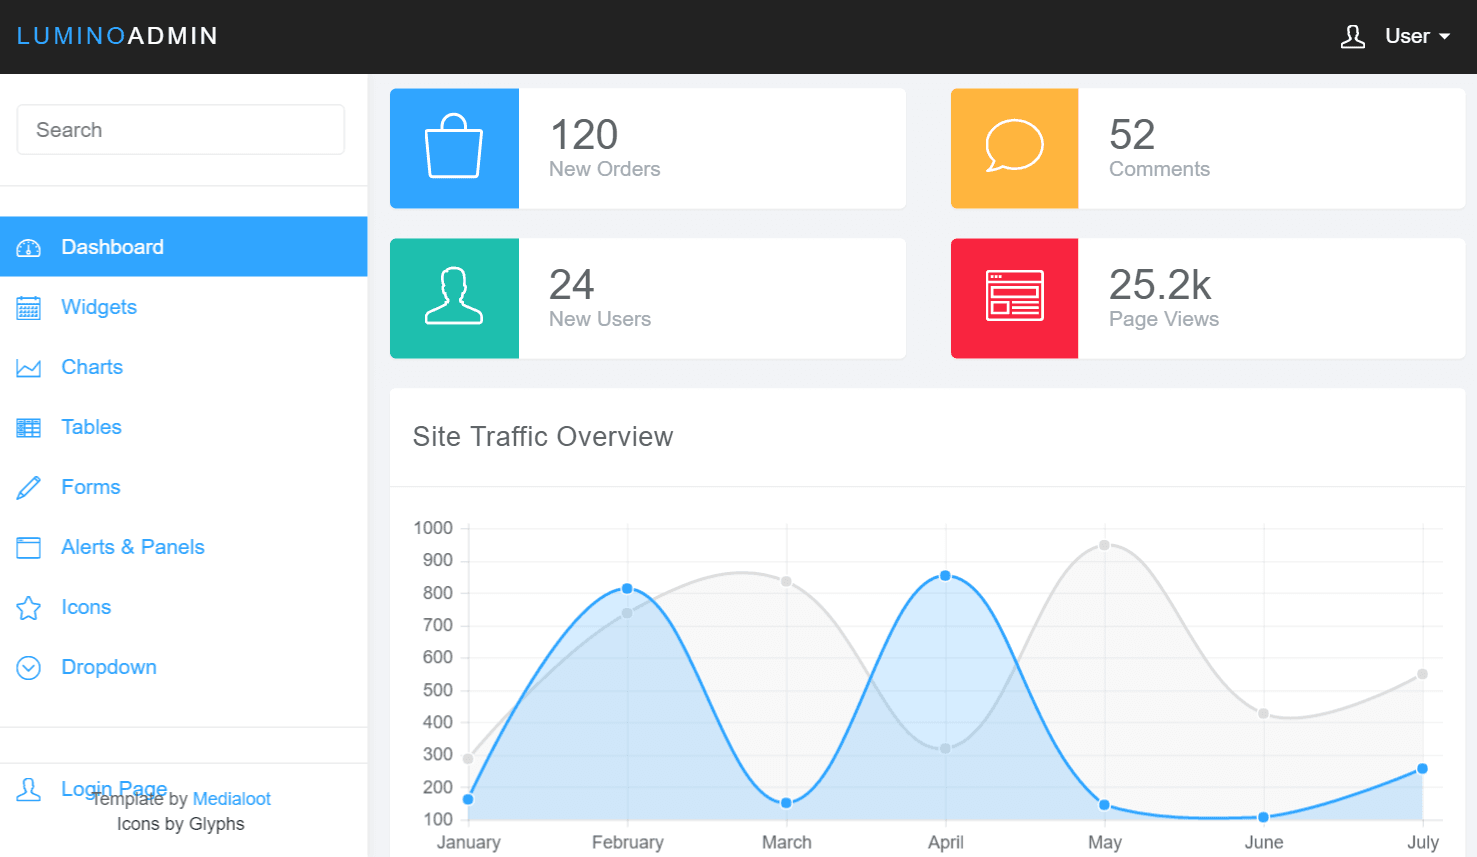 LUMINOADMIN
User
Search
Dashboard
Widgets
Charts
Tables
Forms
Alerts & Panels
Icons
Dropdown
Login Page
Template by Medialoot
Icons by Glyphs
120
New Orders
52
Comments
24
New Users
25.2k
Page Views
Site Traffic Overview
1000
900
800
700
600
500
400
300
200
100
January February March April May June July